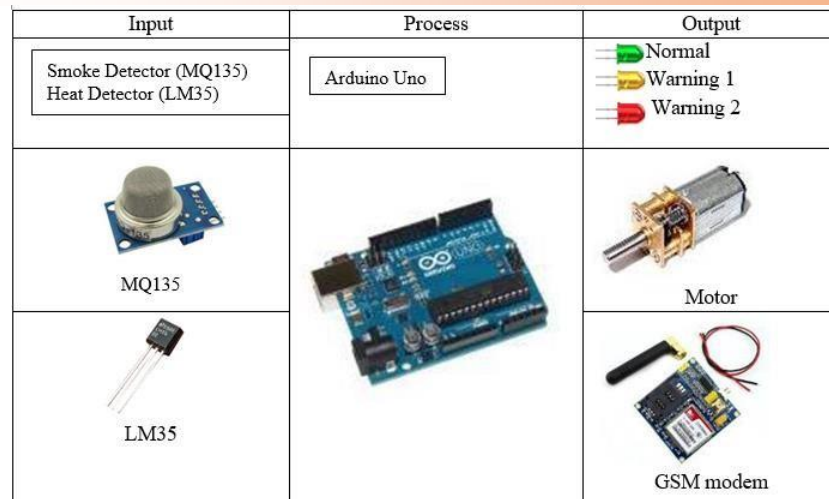 Input
Process
Output
Smoke Detector (MQ135)
Heat Detector (LM35)
Arduino Uno
Normal
Warning 1
Warning 2
MQ135
UNO
Motor
LM35
GSM modem